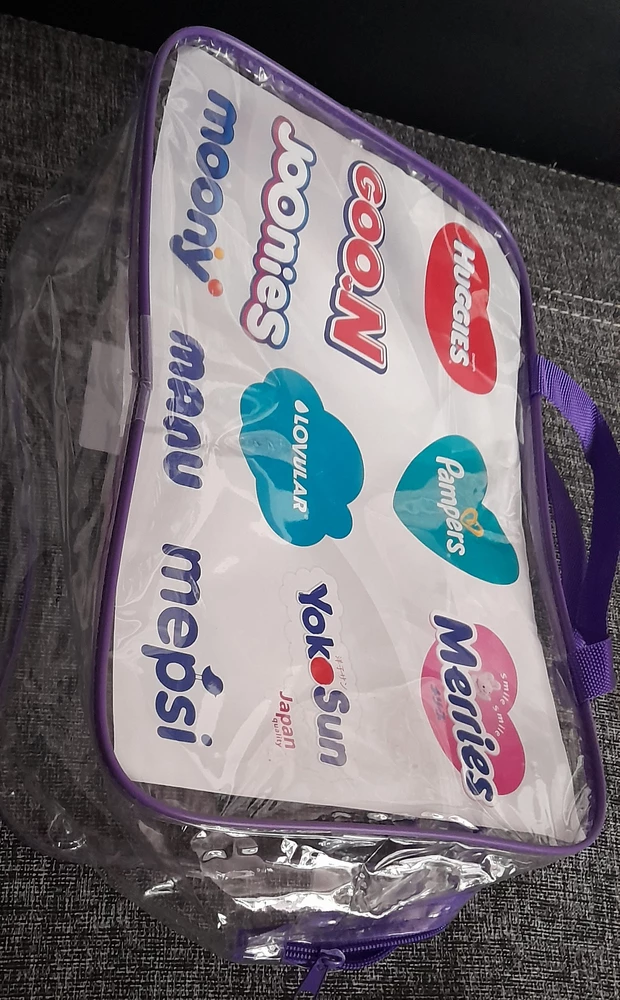 HUGGIES
Pampers
Merries
smile smile
GOO.N
LOVULAR
YokoSun
Japan
quality
Joonies
moony
manu
mepsi